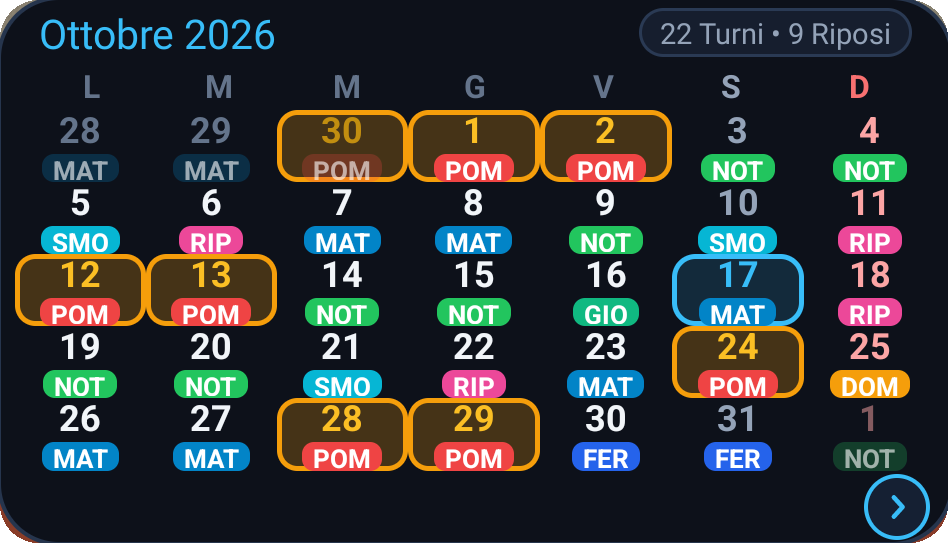 Ottobre 2026 22 Turni • 9 Riposi
L M M G V S D
28 29 30 1 2 3 4
MAT MAT POM POM POM NOT NOT
5 6 7 8 9 10 11
SMO RIP MAT MAT NOT SMO RIP
12 13 14 15 16 17 18
POM POM NOT NOT GIO MAT RIP
19 20 21 22 23 24 25
NOT NOT SMO RIP MAT POM DOM
26 27 28 29 30 31 1
MAT MAT POM POM FER FER NOT